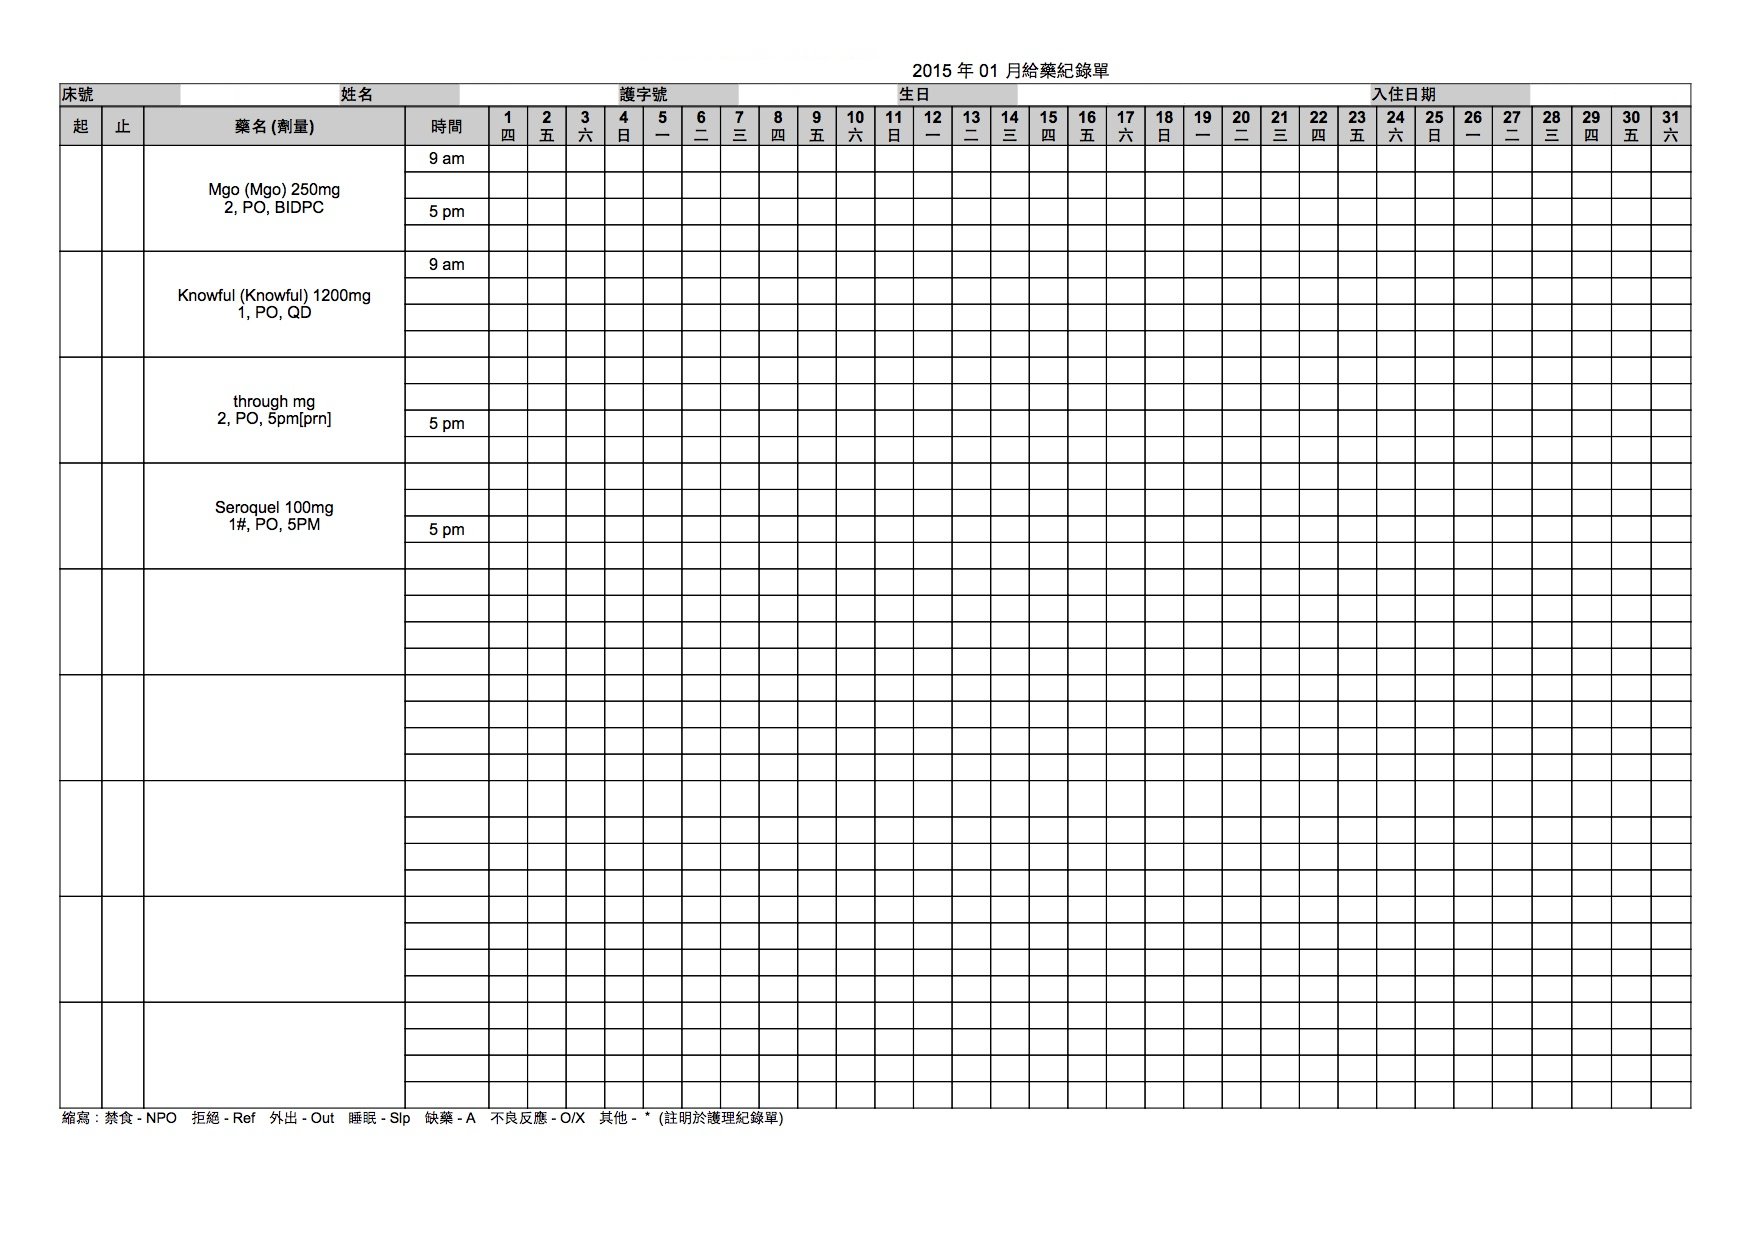 2015 年 01 月給藥紀錄單
床號 姓名 護字號 生日 入住日期
起 止 藥名 (劑量) 時間 1 2 3 4 5 6 7 8 9 10 11 12 13 14 15 16 17 18 19 20 21 22 23 24 25 26 27 28 29 30 31
四 五 六 日 一 二 三 四 五 六 日 一 二 三 四 五 六 日 一 二 三 四 五 六 日 一 二 三 四 五 六
9 am
Mgo (Mgo) 250mg
2, PO, BIDPC
5 pm
9 am
Knowful (Knowful) 1200mg
1, PO, QD
through mg
2, PO, 5pm[prn]
5 pm
Seroquel 100mg
1#, PO, 5PM
5 pm
縮寫：禁食 - NPO 拒絕 - Ref 外出 - Out 睡眠 - Slp 缺藥 - A 不良反應 - O/X 其他 - * (註明於護理紀錄單)